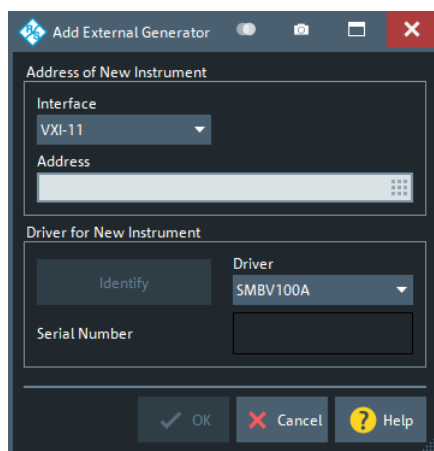 Add External Generator
Address of New Instrument
Interface
VXI-11
Address
Driver for New Instrument
Identify
Driver
SMBV100A
Serial Number
OK
Cancel
? Help